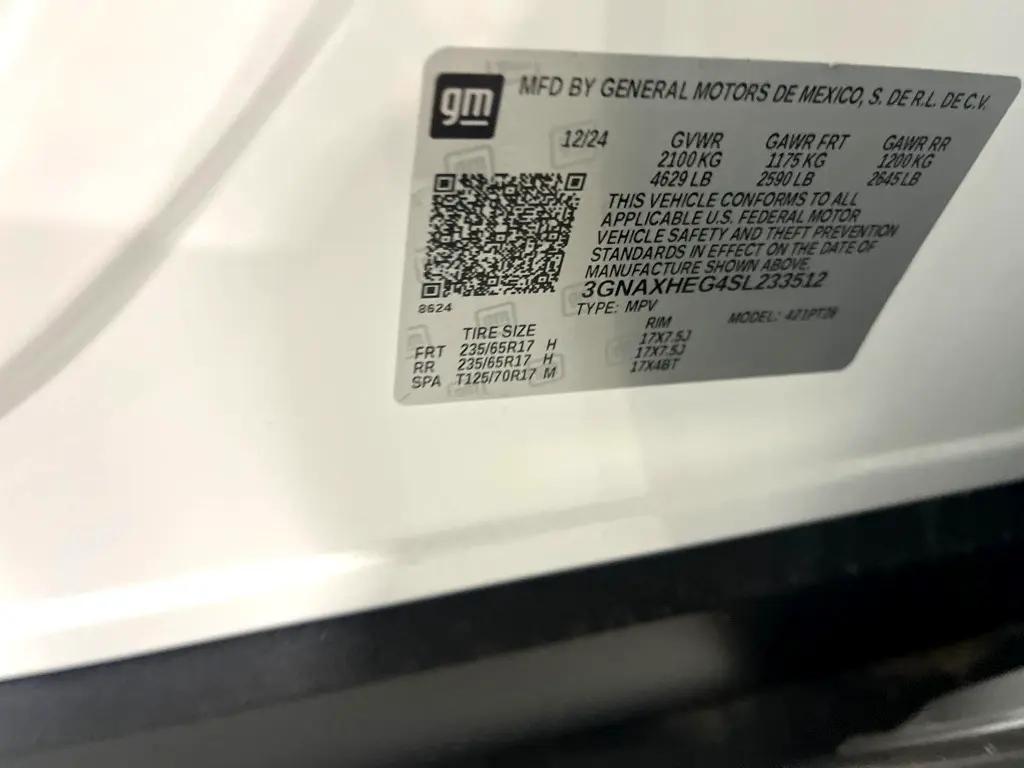 gm
MFD BY GENERAL MOTORS DE MEXICO, S. DE R.L. DE C.V.
12/24 GVWR GAWR FRT GAWR RR
2100 KG 1175 KG 1200 KG
4629 LB 2590 LB 2645 LB
THIS VEHICLE CONFORMS TO ALL
APPLICABLE U.S. FEDERAL MOTOR
VEHICLE SAFETY AND THEFT PREVENTION
STANDARDS IN EFFECT ON THE DATE OF
MANUFACTURE SHOWN ABOVE.
3GNAXHEG4SL233512
8624
TYPE: MPV MODEL:
TIRE SIZE RIM
FRT 235/65R17 H 17X7.5J
RR 235/65R17 H 17X7.5J
SPA T125/70R17 M 17X4BT